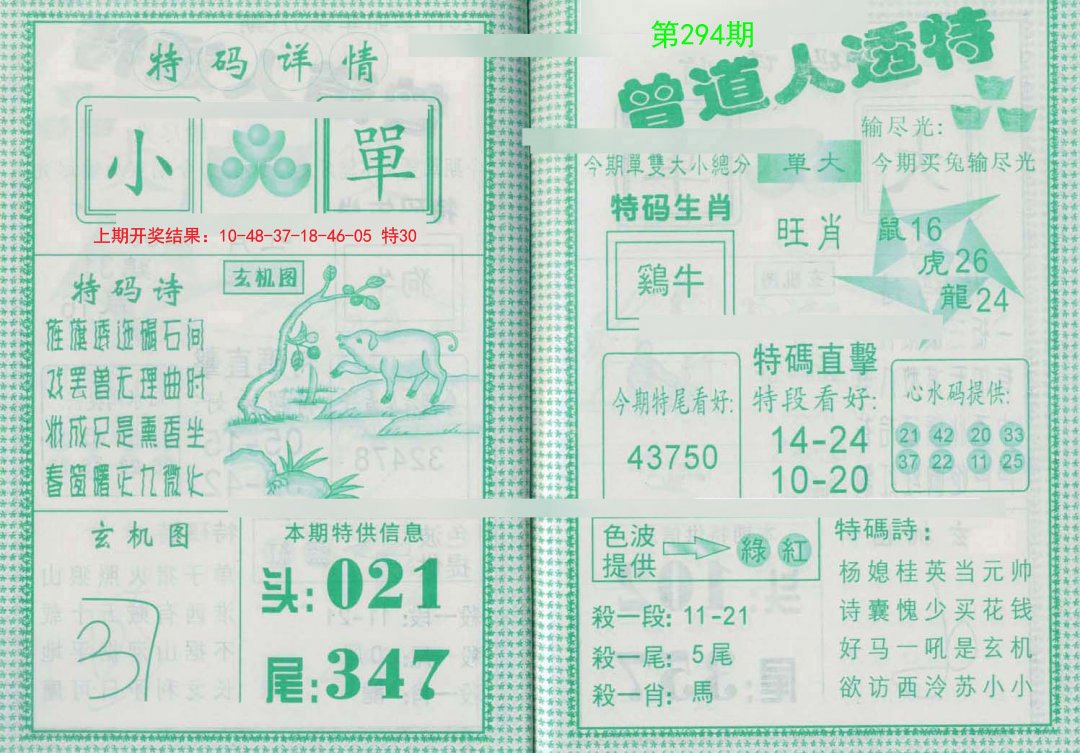 特码详情
小 單
上期开奖结果：10-48-37-18-46-05 特30
特码诗
玄机图
玄机图
本期特供信息
头：021
尾：347
第294期
曾道人透特
输尽光：
今期單雙大小總分 單大 今期买兔输尽光
特码生肖
鷄牛
旺肖
鼠16
虎26
龍24
今期特尾看好：
43750
特碼直擊
特段看好：
14-24
10-20
心水码提供：
21 42 20 33
37 22 11 25
色波
提供
綠 紅
殺一段：11-21
殺一尾：5尾
殺一肖：馬
特碼詩：
杨媳桂英当元帅
诗囊愧少买花钱
好马一吼是玄机
欲访西泠苏小小